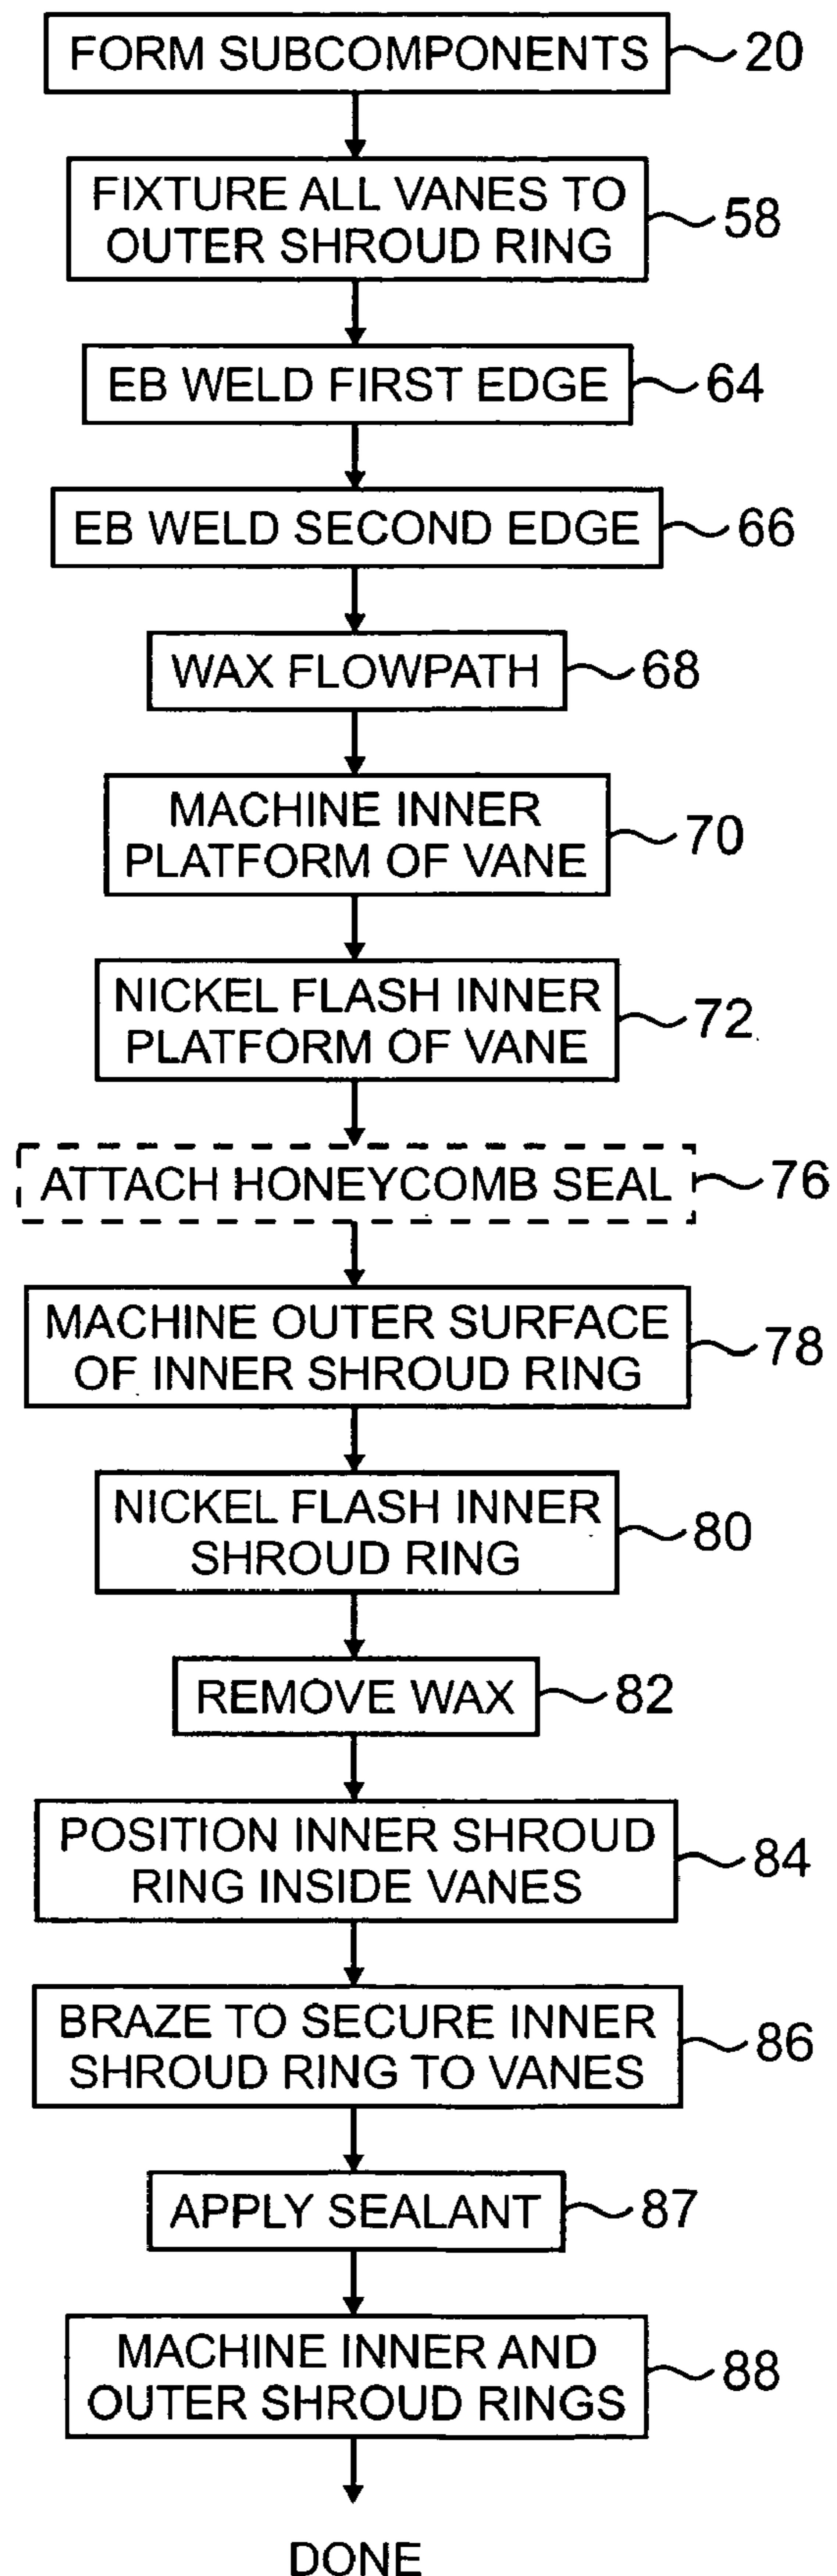 FORM SUBCOMPONENTS 20
FIXTURE ALL VANES TO
OUTER SHROUD RING
58
EB WELD FIRST EDGE 64
EB WELD SECOND EDGE 66
WAX FLOWPATH 68
MACHINE INNER
PLATFORM OF VANE
70
NICKEL FLASH INNER
PLATFORM OF VANE
72
ATTACH HONEYCOMB SEAL 76
MACHINE OUTER SURFACE
OF INNER SHROUD RING
78
NICKEL FLASH INNER
SHROUD RING
80
REMOVE WAX 82
POSITION INNER SHROUD
RING INSIDE VANES
84
BRAZE TO SECURE INNER
SHROUD RING TO VANES
86
APPLY SEALANT 87
MACHINE INNER AND
OUTER SHROUD RINGS
88
DONE